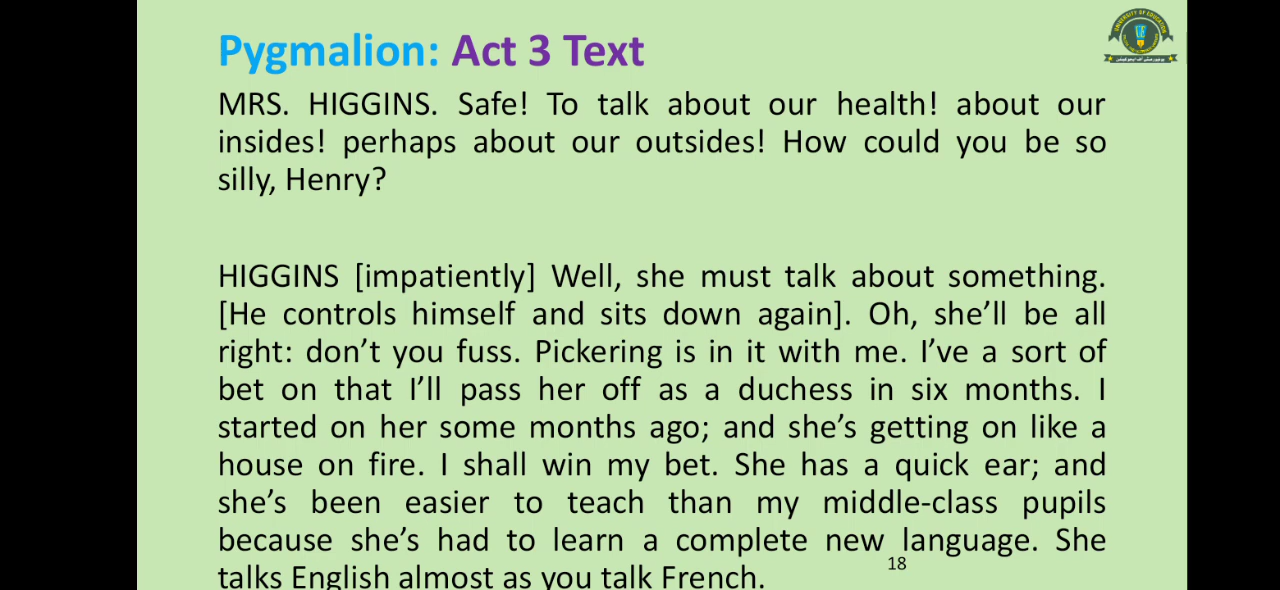 Pygmalion: Act 3 Text
UNIVERSITY OF EDUCATION
MRS. HIGGINS. Safe! To talk about our health! about our
insides! perhaps about our outsides! How could you be so
silly, Henry?
HIGGINS [impatiently] Well, she must talk about something.
[He controls himself and sits down again]. Oh, she’ll be all
right: don’t you fuss. Pickering is in it with me. I’ve a sort of
bet on that I’ll pass her off as a duchess in six months. I
started on her some months ago; and she’s getting on like a
house on fire. I shall win my bet. She has a quick ear; and
she’s been easier to teach than my middle-class pupils
because she’s had to learn a complete new language. She
talks English almost as you talk French.
18